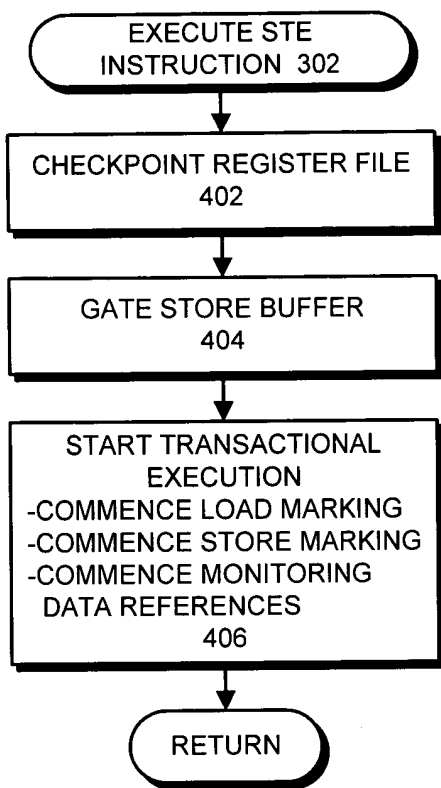 EXECUTE STE
INSTRUCTION 302
CHECKPOINT REGISTER FILE
402
GATE STORE BUFFER
404
START TRANSACTIONAL
EXECUTION
-COMMENCE LOAD MARKING
-COMMENCE STORE MARKING
-COMMENCE MONITORING
DATA REFERENCES
406
RETURN